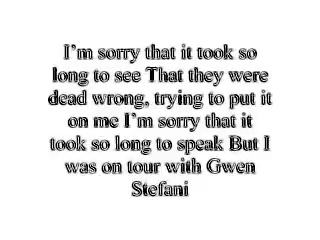 I'm sorry that it took so
long to see That they were
dead wrong, trying to put it
on me I'm sorry that it
took so long to speak But I
was on tour with Gwen
Stefani